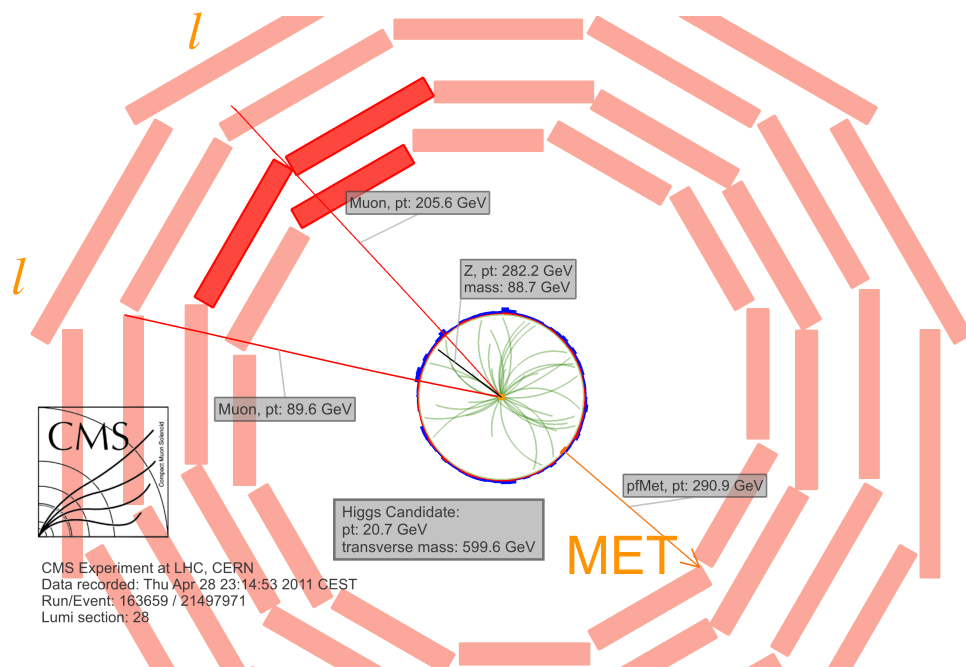 l
l
Muon, pt: 205.6 GeV
Z, pt: 282.2 GeV
mass: 88.7 GeV
Muon, pt: 89.6 GeV
CMS
Compact Muon Solenoid
pfMet, pt: 290.9 GeV
Higgs Candidate:
pt: 20.7 GeV
transverse mass: 599.6 GeV
MET
CMS Experiment at LHC, CERN
Data recorded: Thu Apr 28 23:14:53 2011 CEST
Run/Event: 163659 / 21497971
Lumi section: 28